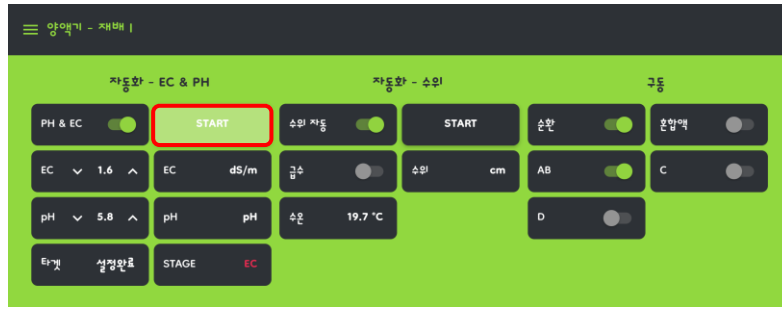 양액기 - 재배 |
자동화 - EC & PH
자동화 - 수위
구동
PH & EC
START
수위 자동
START
순환
혼합액
EC 1.6
EC dS/m
급수
수위 cm
AB
C
pH 5.8
pH pH
수온 19.7 °C
D
타겟 설정완료
STAGE EC